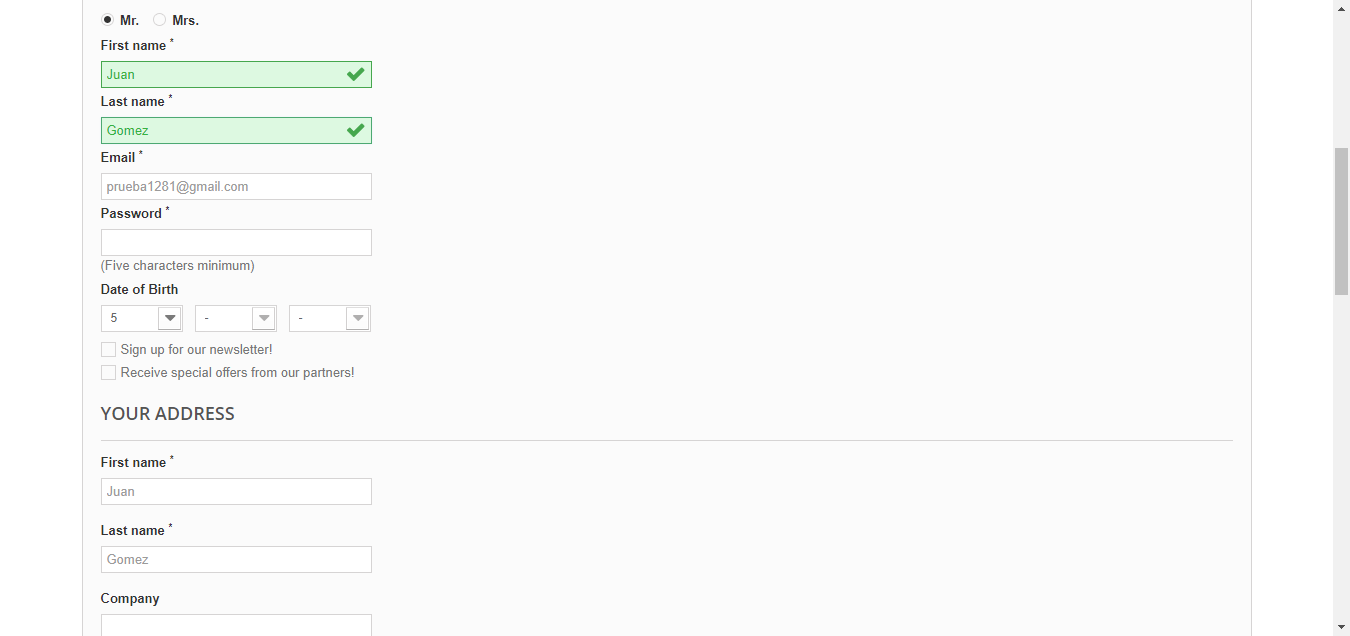 Mr. Mrs.
First name *
Juan
Last name *
Gomez
Email *
prueba1281@gmail.com
Password *
(Five characters minimum)
Date of Birth
5 - -
Sign up for our newsletter!
Receive special offers from our partners!
YOUR ADDRESS
First name *
Juan
Last name *
Gomez
Company